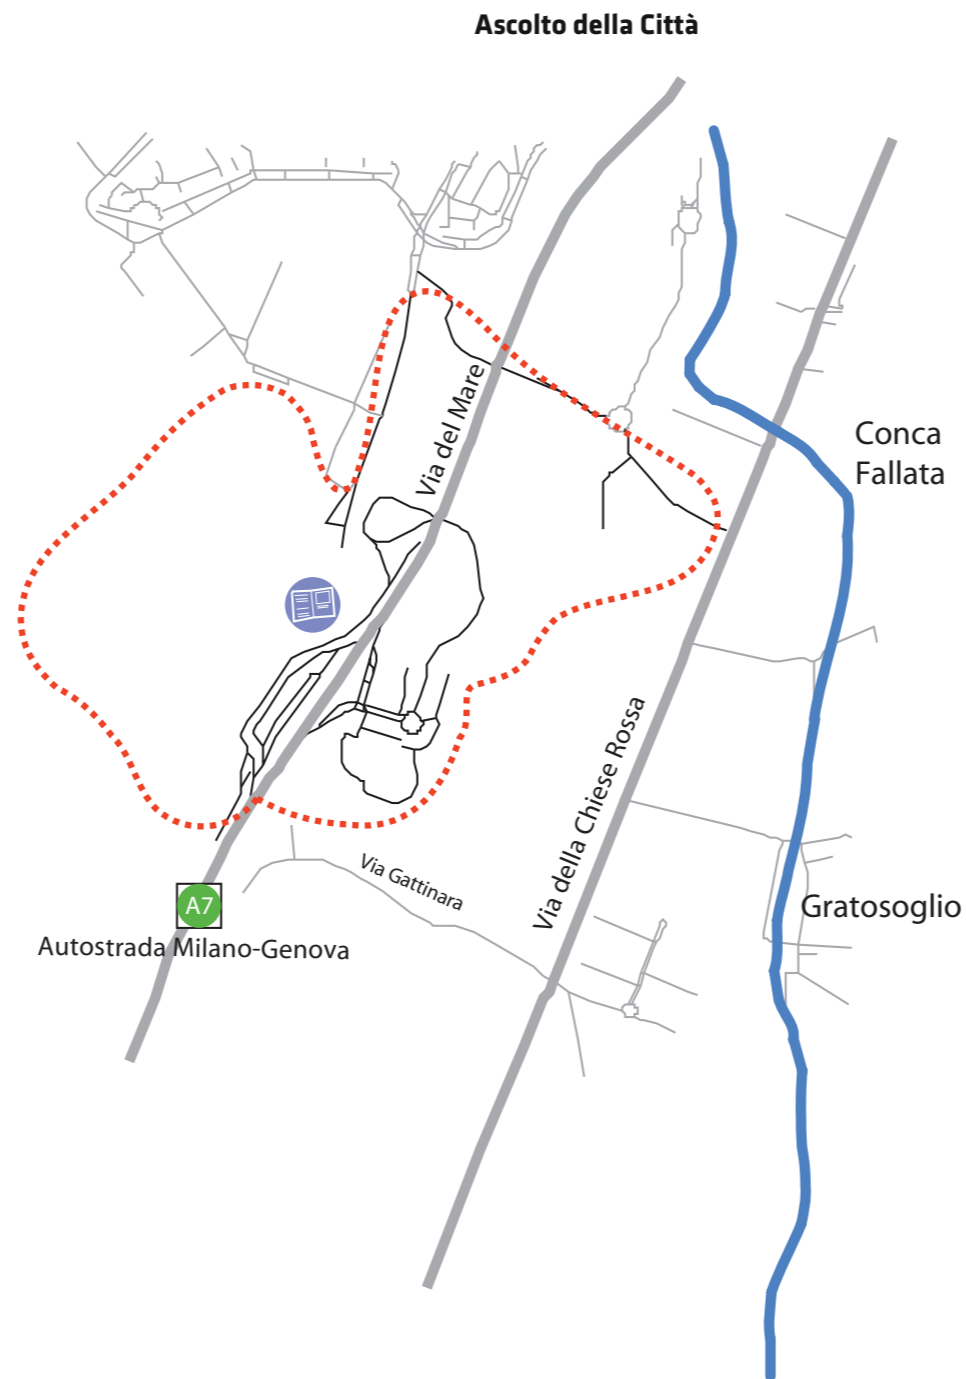 Ascolto della Città
Via del Mare
Conca
Fallata
Via della Chiese Rossa
Via Gattinara
A7
Gratosoglio
Autostrada Milano-Genova